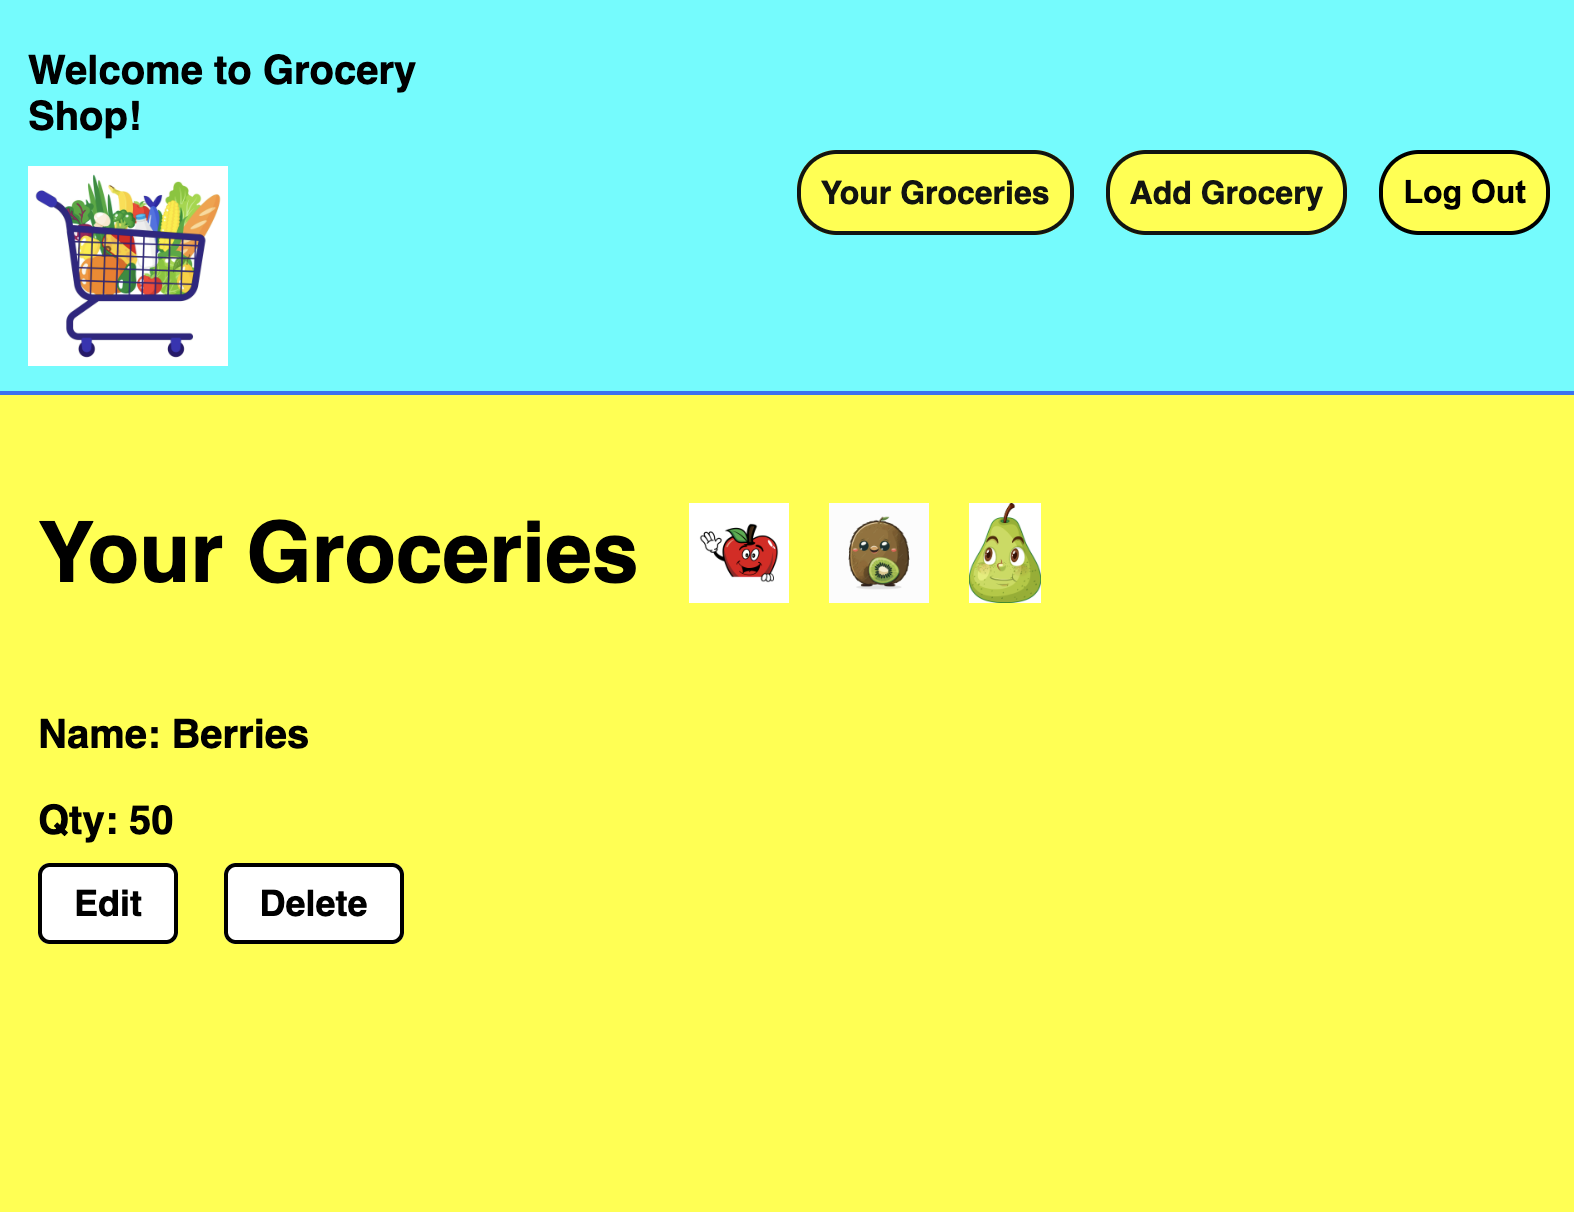 Welcome to Grocery
Shop!
Your Groceries
Add Grocery
Log Out
Your Groceries
Name: Berries
Qty: 50
Edit
Delete